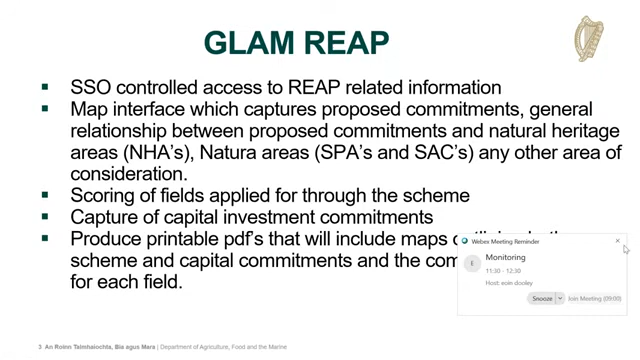 GLAM REAP
SSO controlled access to REAP related information
Map interface which captures proposed commitments, general
relationship between proposed commitments and natural heritage
areas (NHA's), Natura areas (SPA's and SAC's) any other area of
consideration.
Scoring of fields applied for through the scheme
Capture of capital investment commitments
Produce printable pdf's that will include maps
scheme and capital commitments and the
for each field.
Webex Meeting Reminder
E
Monitoring
11:30 - 12:30
Host: eoin dooley
Snooze
Join Meeting (09:00)
3 An Roinn Talmhaíochta, Bia agus Mara | Department of Agriculture, Food and the Marine